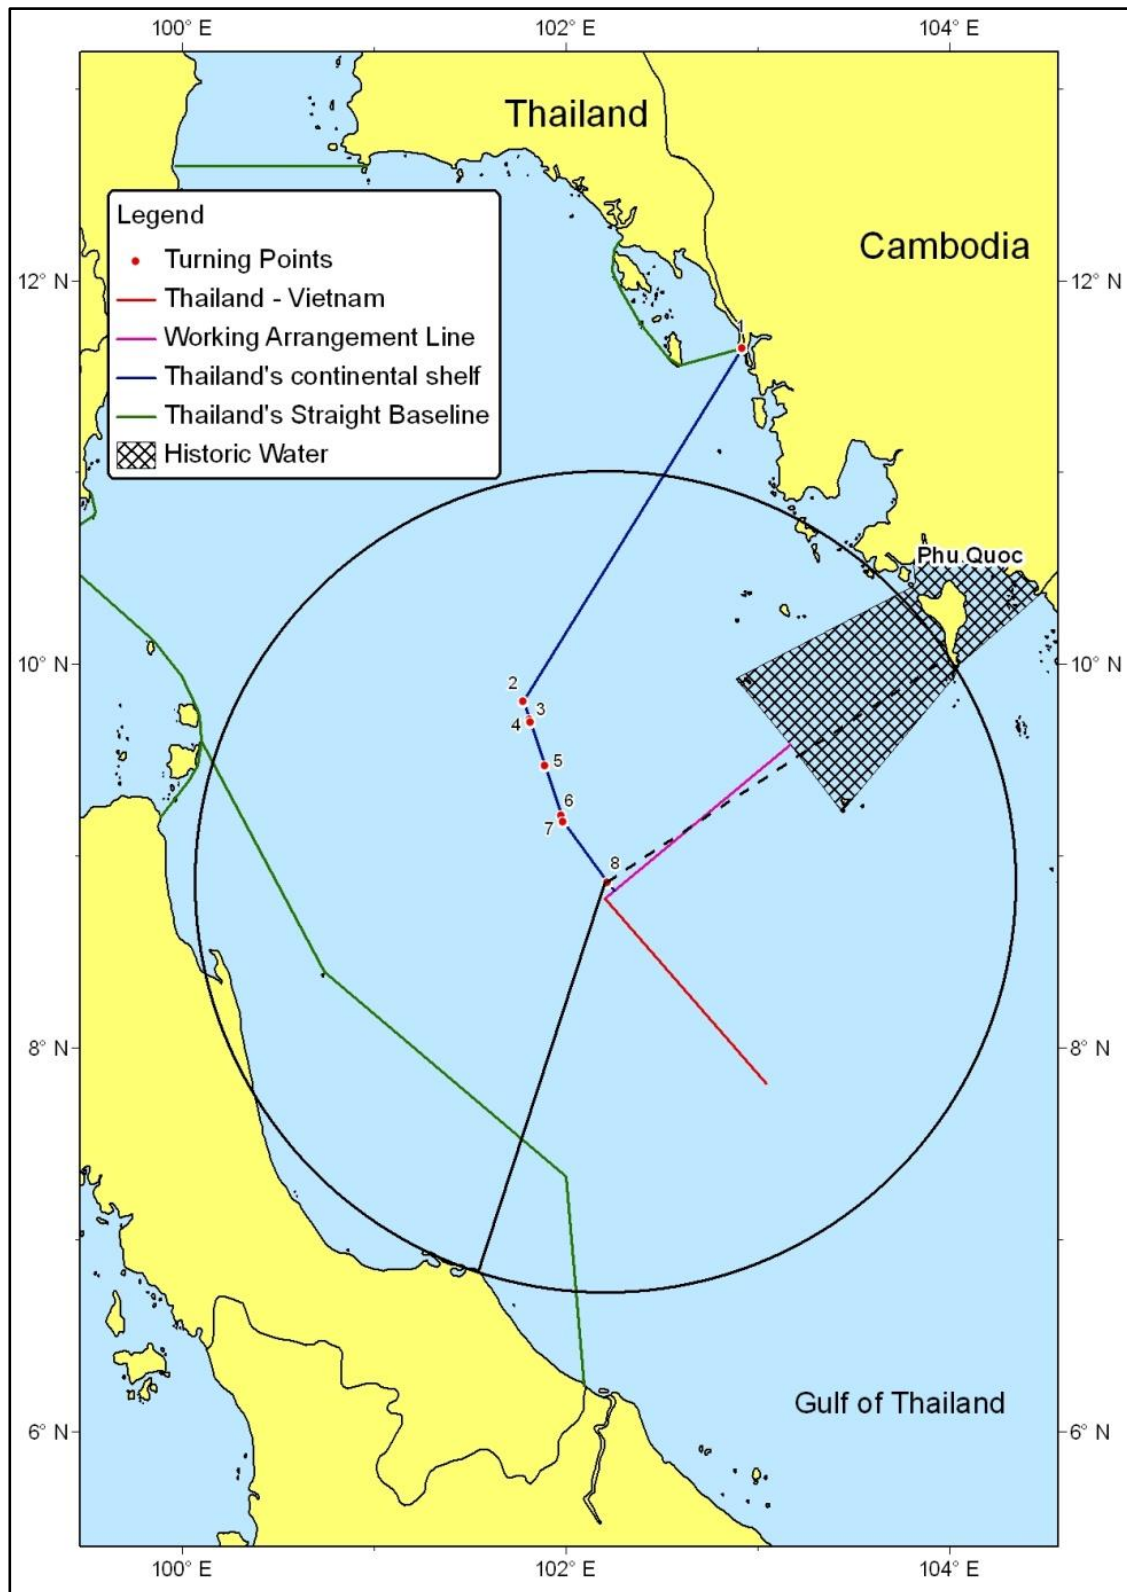 100° E 102° E 104° E
Thailand
Cambodia
Legend
Turning Points
Thailand - Vietnam
Working Arrangement Line
Thailand's continental shelf
Thailand's Straight Baseline
Historic Water
12° N 12° N
1
Phu Quoc
10° N 10° N
2
3
4
5
6
7
8
8° N 8° N
Gulf of Thailand
6° N 6° N
100° E 102° E 104° E